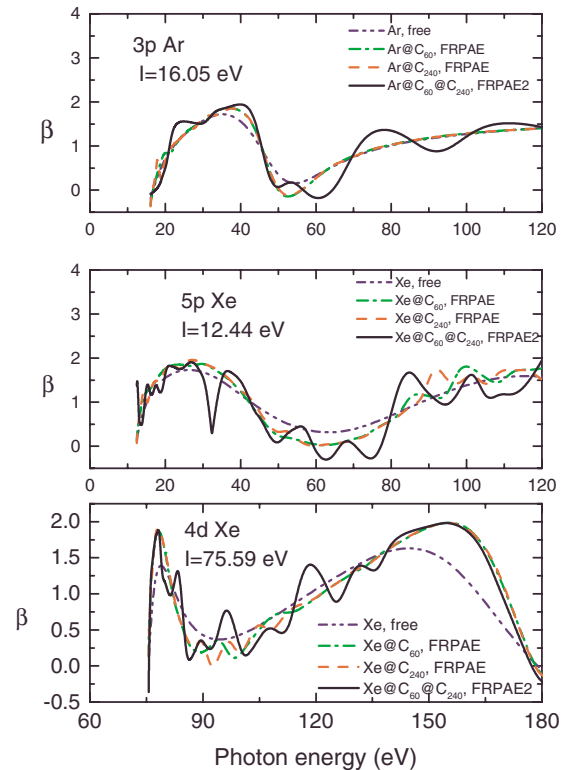 3p Ar
I=16.05 eV
Ar, free
Ar@C60, FRPAE
Ar@C240, FRPAE
Ar@C60@C240, FRPAE2
β
4
3
2
1
0
0 20 40 60 80 100 120
5p Xe
I=12.44 eV
Xe, free
Xe@C60, FRPAE
Xe@C240, FRPAE
Xe@C60@C240, FRPAE2
β
4
3
2
1
0
0 20 40 60 80 100 120
4d Xe
I=75.59 eV
Xe, free
Xe@C60, FRPAE
Xe@C240, FRPAE
Xe@C60@C240, FRPAE2
β
2.0
1.5
1.0
0.5
0.0
-0.5
60 90 120 150 180
Photon energy (eV)